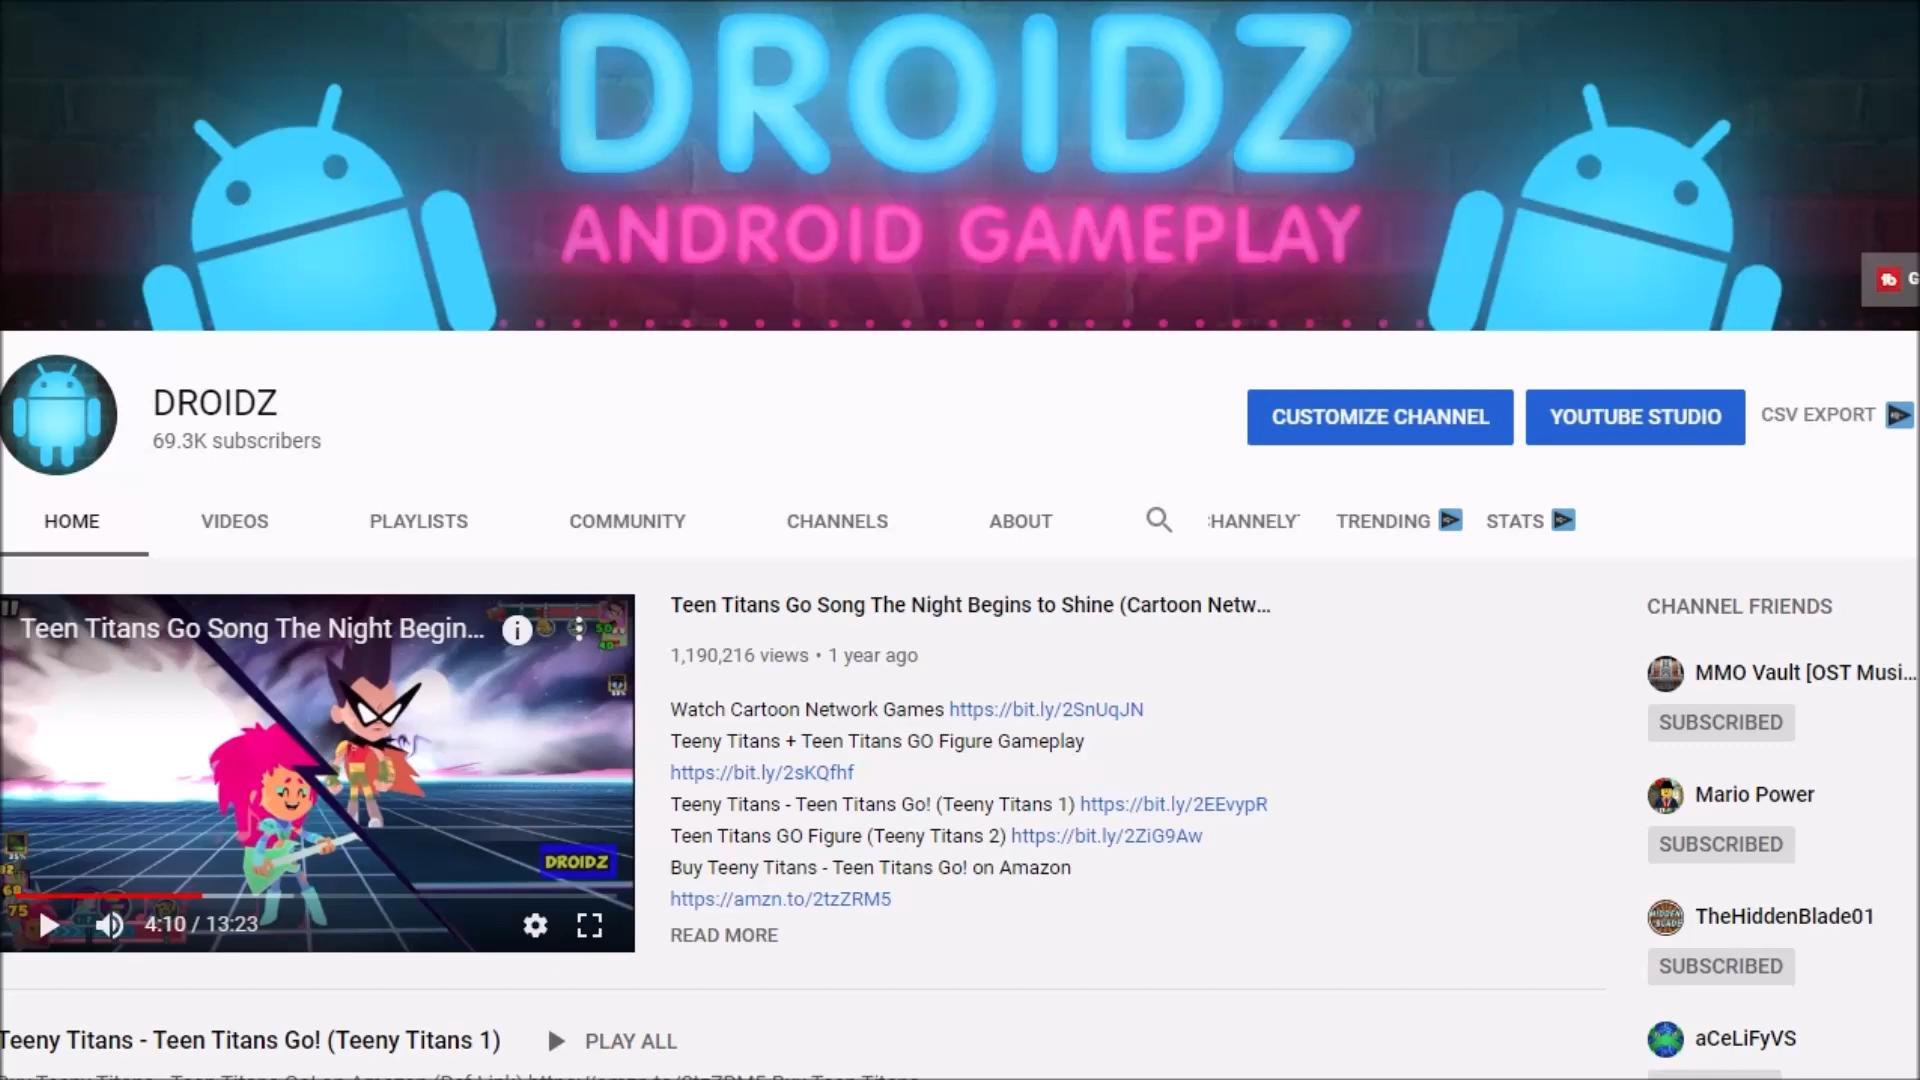 DROIDZ
ANDROID GAMEPLAY
G
DROIDZ
69.3K subscribers
CUSTOMIZE CHANNEL
YOUTUBE STUDIO
CSV EXPORT
HOME
VIDEOS
PLAYLISTS
COMMUNITY
CHANNELS
ABOUT
HANNELY
TRENDING
STATS
Teen Titans Go Song The Night Begin...
DROIDZ
4:10 / 13:23
Teen Titans Go Song The Night Begins to Shine (Cartoon Netw...
1,190,216 views • 1 year ago
Watch Cartoon Network Games https://bit.ly/2SnUqJN
Teeny Titans + Teen Titans GO Figure Gameplay
https://bit.ly/2sKQfhf
Teeny Titans - Teen Titans Go! (Teeny Titans 1) https://bit.ly/2EEvypR
Teen Titans GO Figure (Teeny Titans 2) https://bit.ly/2ZiG9Aw
Buy Teeny Titans - Teen Titans Go! on Amazon
https://amzn.to/2tzZRM5
READ MORE
CHANNEL FRIENDS
MMO Vault [OST Musi...
SUBSCRIBED
Mario Power
SUBSCRIBED
TheHiddenBlade01
SUBSCRIBED
aCeLiFyVS
Teeny Titans - Teen Titans Go! (Teeny Titans 1)
PLAY ALL